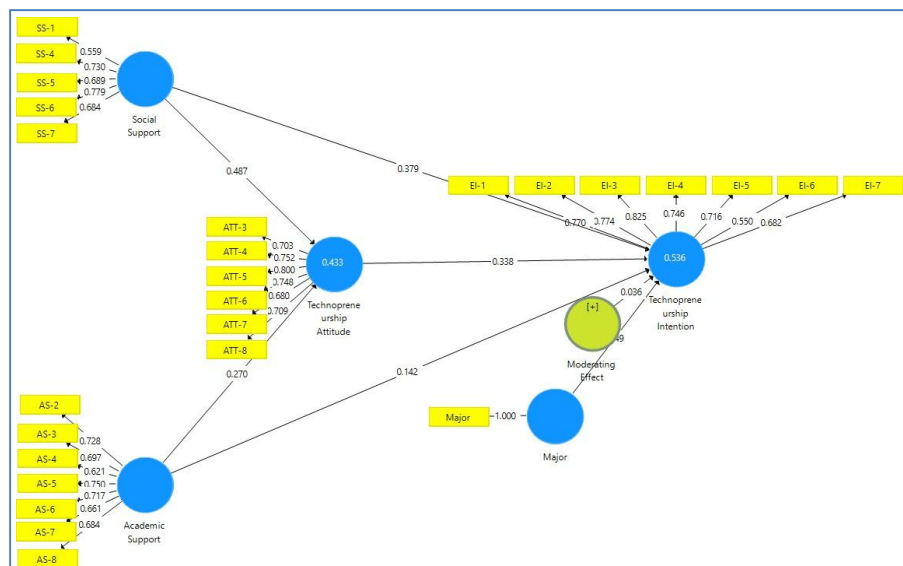 SS-1
SS-4
SS-5
SS-6
SS-7
0.559
0.730
0.689
0.779
0.684
Social
Support
0.487
0.379
EI-1
EI-2
EI-3
EI-4
EI-5
EI-6
EI-7
0.770
0.774
0.825
0.746
0.716
0.550
0.682
ATT-3
ATT-4
ATT-5
ATT-6
ATT-7
ATT-8
0.703
0.752
0.800
0.748
0.680
0.709
0.433
Technoprene
urship
Attitude
0.338
0.536
Technoprene
urship
Intention
0.036
[+]
Moderating
Effect
0.270
0.142
Major
1.000
Major
AS-2
AS-3
AS-4
AS-5
AS-6
AS-7
AS-8
0.728
0.697
0.621
0.750
0.717
0.661
0.684
Academic
Support